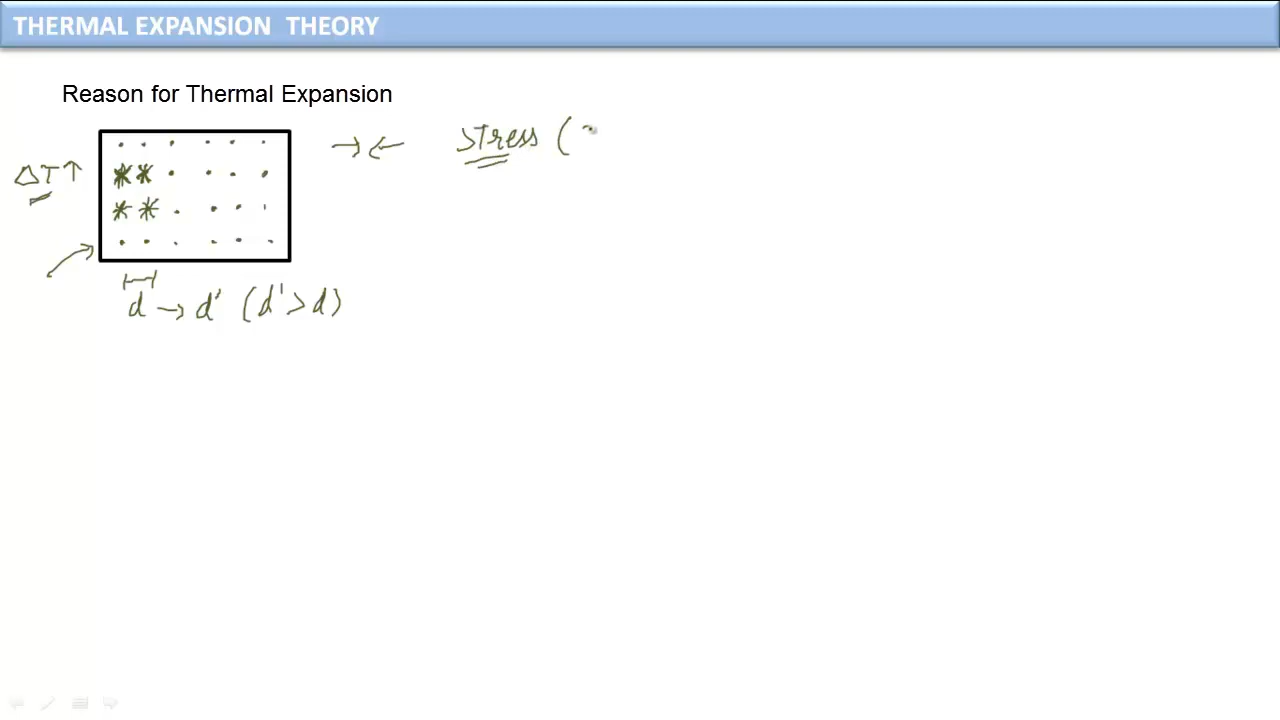 THERMAL EXPANSION THEORY
Reason for Thermal Expansion
ΔT↑
→← Stress (
d → d' (d' > d)